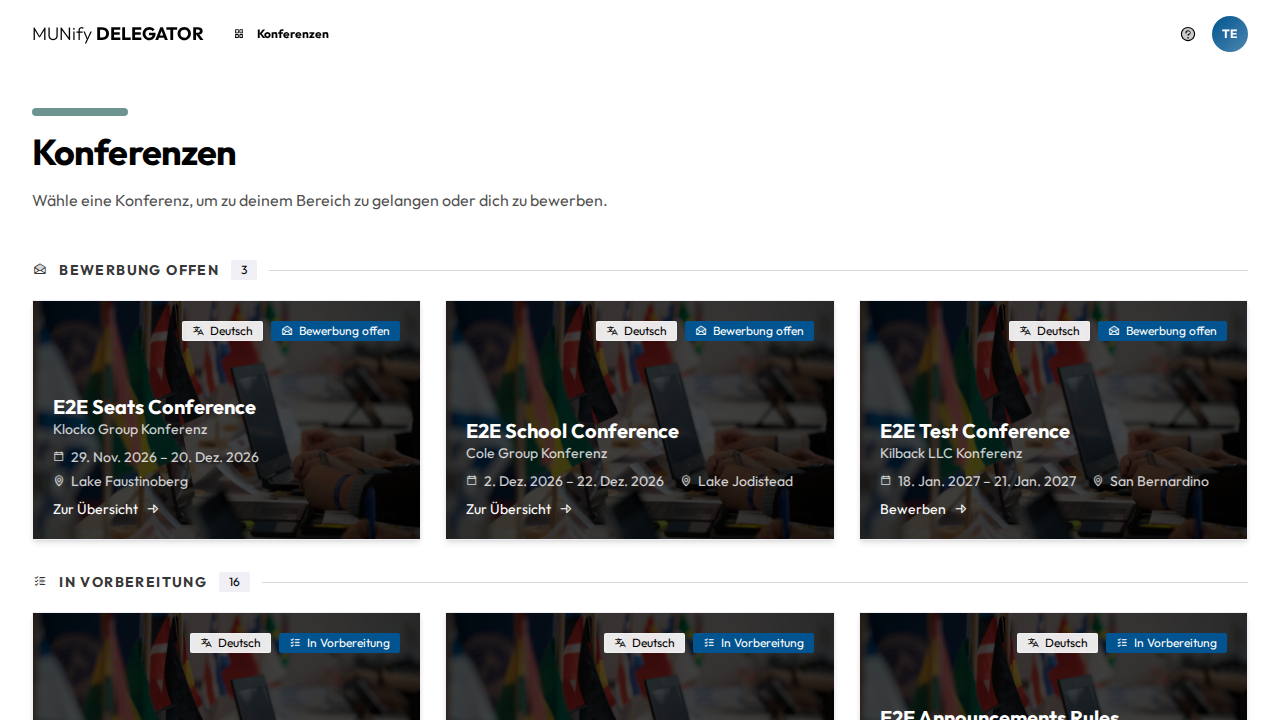 MUNify DELEGATOR
Konferenzen
TE
Konferenzen
Wähle eine Konferenz, um zu deinem Bereich zu gelangen oder dich zu bewerben.
BEWERBUNG OFFEN 3
Deutsch Bewerbung offen
E2E Seats Conference
Klocko Group Konferenz
29. Nov. 2026 – 20. Dez. 2026
Lake Faustinoberg
Zur Übersicht
Deutsch Bewerbung offen
E2E School Conference
Cole Group Konferenz
2. Dez. 2026 – 22. Dez. 2026 Lake Jodistead
Zur Übersicht
Deutsch Bewerbung offen
E2E Test Conference
Kilback LLC Konferenz
18. Jan. 2027 – 21. Jan. 2027 San Bernardino
Bewerben
IN VORBEREITUNG 16
Deutsch In Vorbereitung
Deutsch In Vorbereitung
Deutsch In Vorbereitung
E2E Announcements Rules